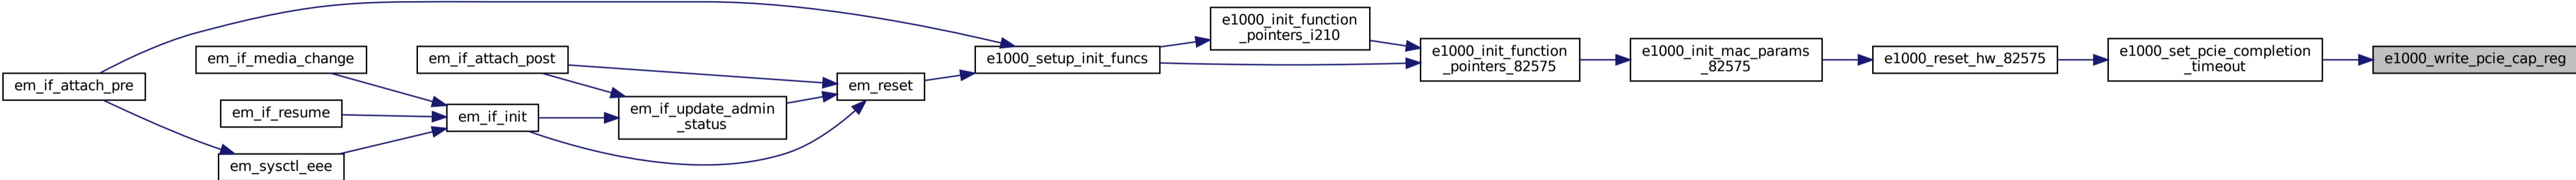 em_if_attach_pre
em_if_media_change
em_if_resume
em_sysctl_eee
em_if_attach_post
em_if_init
em_if_update_admin
_status
em_reset
e1000_setup_init_funcs
e1000_init_function
_pointers_i210
e1000_init_function
_pointers_82575
e1000_init_mac_params
_82575
e1000_reset_hw_82575
e1000_set_pcie_completion
_timeout
e1000_write_pcie_cap_reg